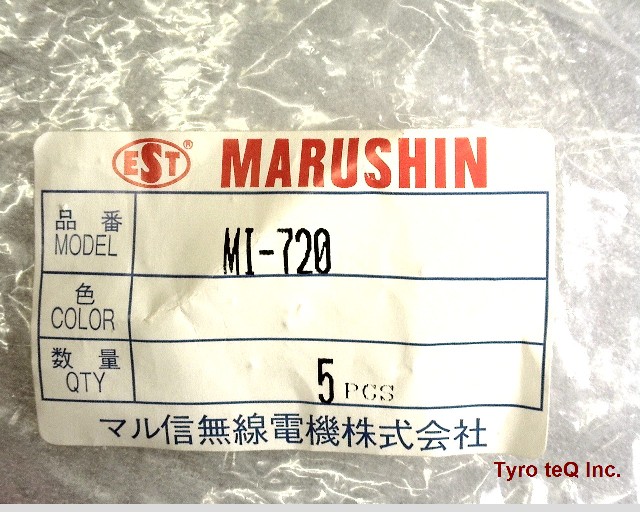 EST® MARUSHIN
品番
MODEL
MI-720
色
COLOR
数量
QTY
5 PCS
マル信無線電機株式会社
Tyro teQ Inc.